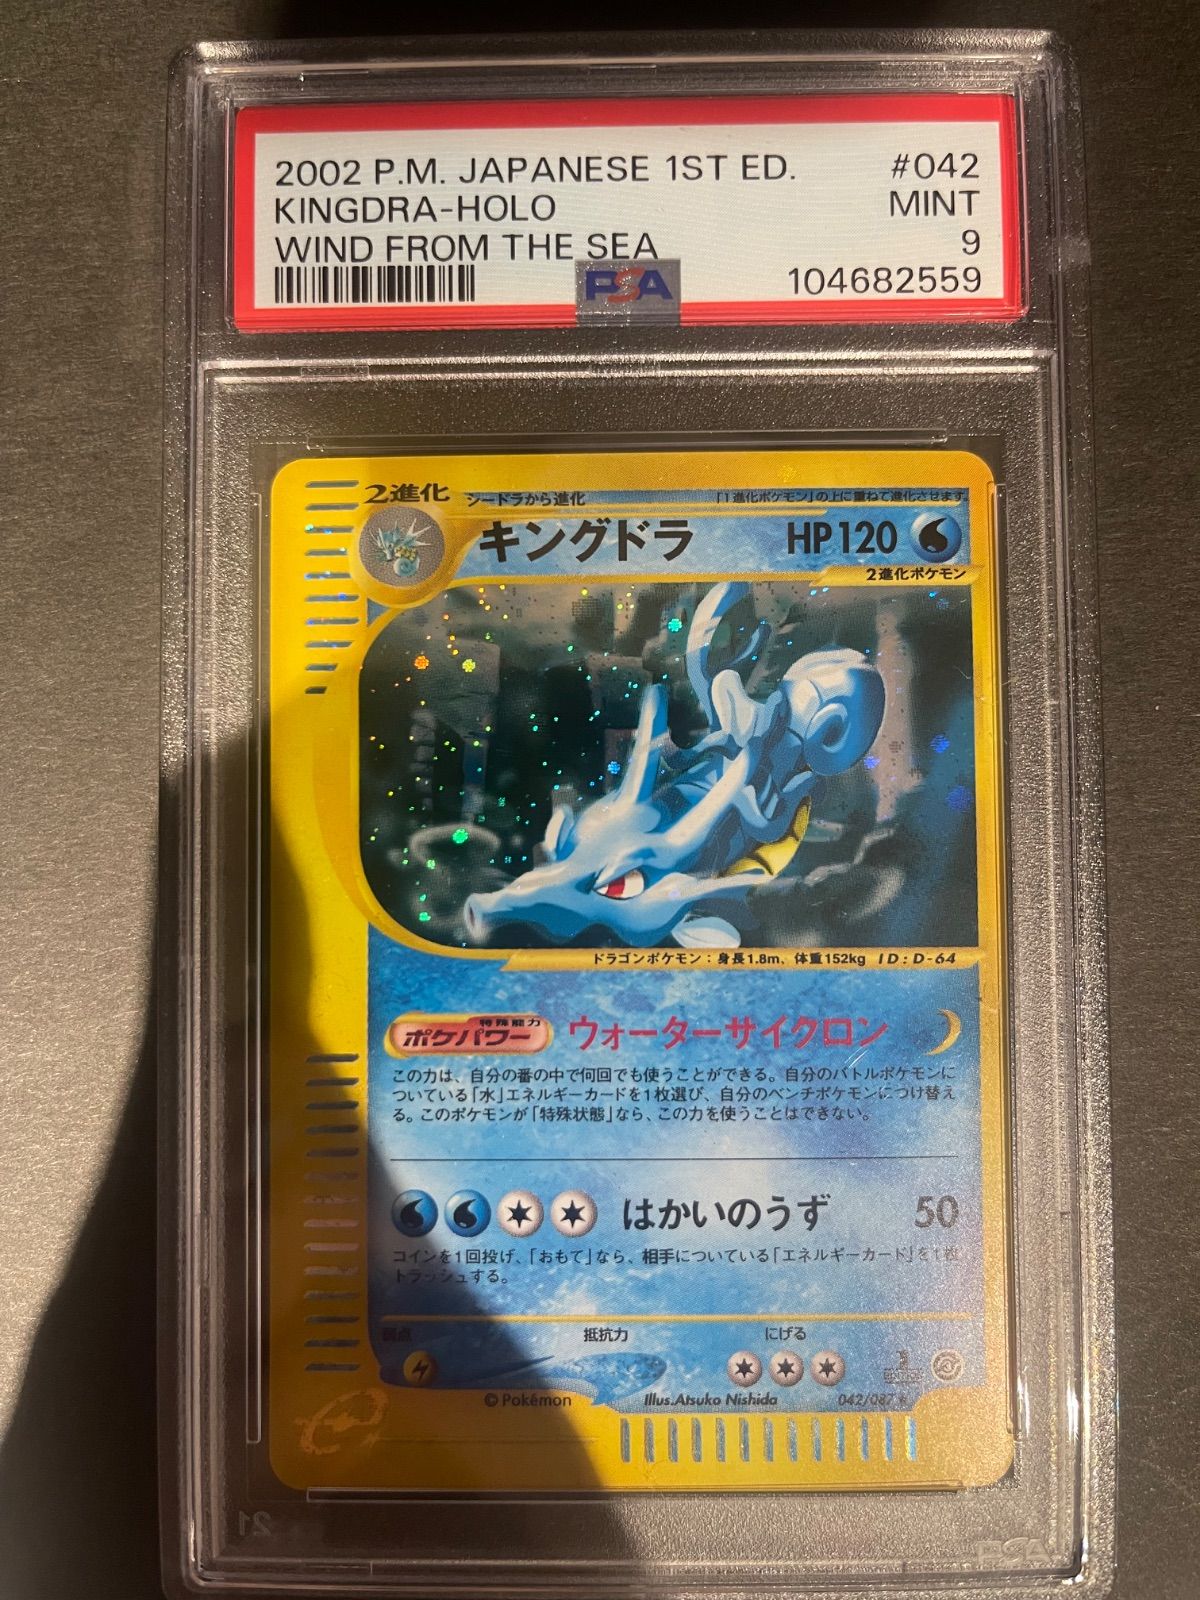 2002 P.M. JAPANESE 1ST ED. #042
KINGDRA-HOLO MINT
WIND FROM THE SEA 9
PSA 104682559
2進化 シードラから進化 「1進化ポケモン」の上に重ねて進化させます。
キングドラ HP120
2進化ポケモン
ドラゴンポケモン：身長1.8m、体重152kg ID:D-64
特殊能力
ポケパワー ウォーターサイクロン
この力は、自分の番の中で何回でも使うことができる。自分のバトルポケモンに
ついている「水」エネルギーカードを1枚選び、自分のベンチポケモンにつけ替え
る。このポケモンが「特殊状態」なら、この力を使うことはできない。
はかいのうず 50
コインを1回投げ、「おもて」なら、相手についている「エネルギーカード」を1枚
トラッシュする。
弱点 抵抗力 にげる
1 EDITION
© Pokémon Illus.Atsuko Nishida 042/087 ★
e
21 PSA